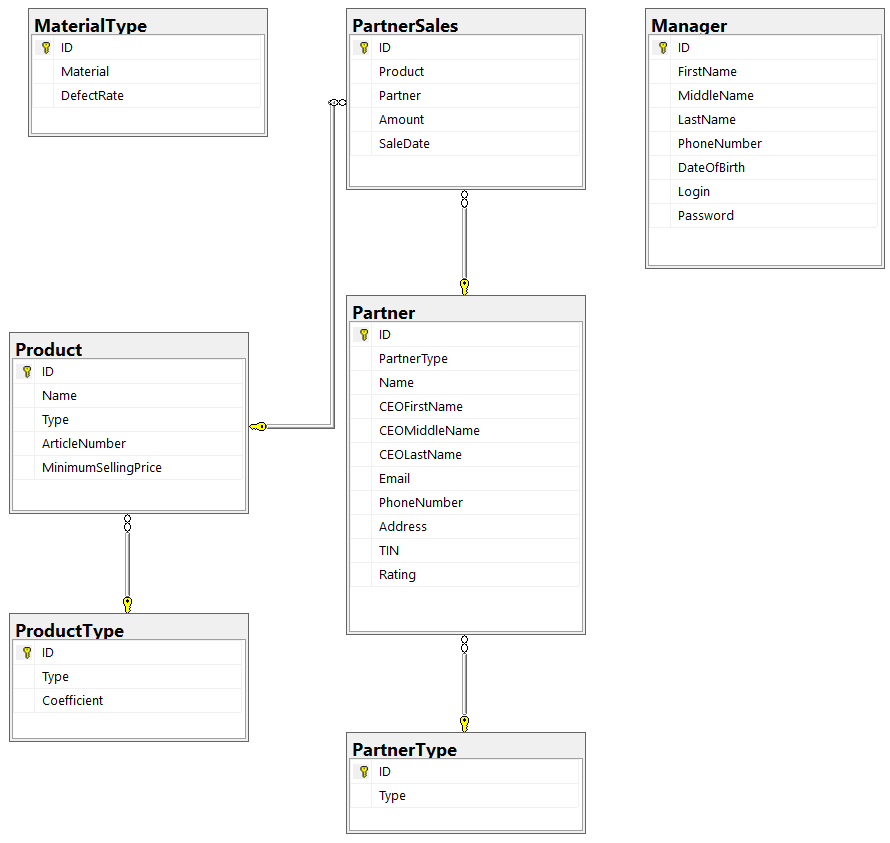 MaterialType
ID
Material
DefectRate
PartnerSales
ID
Product
Partner
Amount
SaleDate
Manager
ID
FirstName
MiddleName
LastName
PhoneNumber
DateOfBirth
Login
Password
Product
ID
Name
Type
ArticleNumber
MinimumSellingPrice
Partner
ID
PartnerType
Name
CEOFirstName
CEOMiddleName
CEOLastName
Email
PhoneNumber
Address
TIN
Rating
ProductType
ID
Type
Coefficient
PartnerType
ID
Type